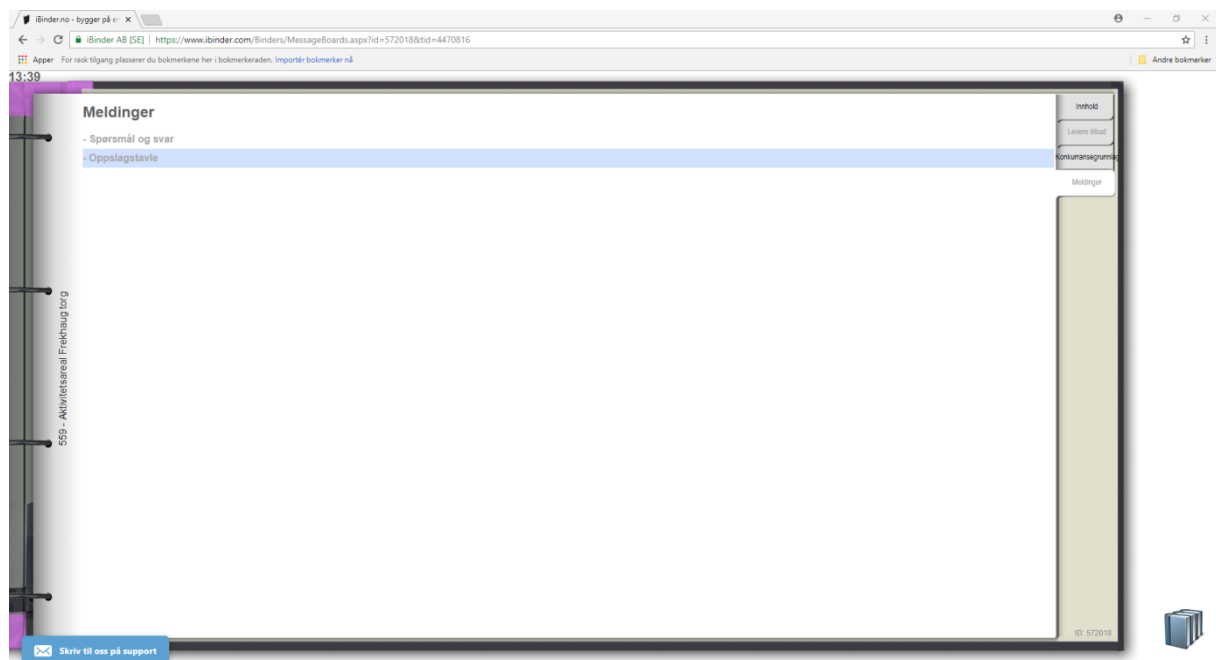 iBinder.no - bygger på er
iBinder AB [SE] | https://www.ibinder.com/Binders/MessageBoards.aspx?id=572018&tid=4470816
Apper For rask tilgang plasserer du bokmerkene her i bokmerkeraden. Importér bokmerker nå
Andre bokmerker
13:39
Meldinger
- Spørsmål og svar
- Oppslagstavle
Innhold
Levere tilbud
Konkurransegrunnlag
Meldinger
559 - Aktivitetsareal Frekhaug torg
ID: 572018
Skriv til oss på support